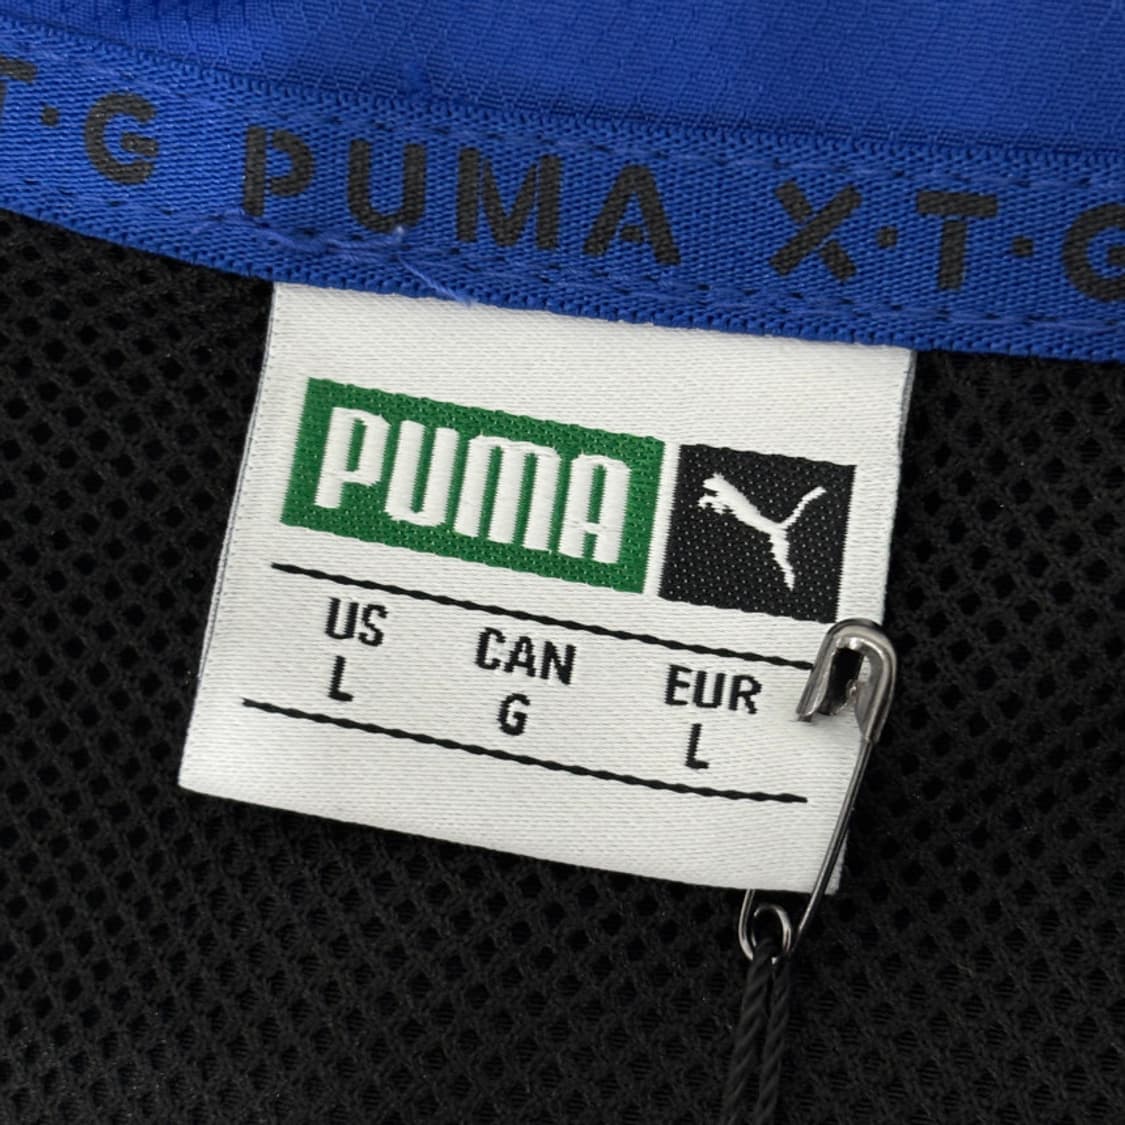 T·G PUMA X·T·G
PUMA
US CAN EUR
L G L